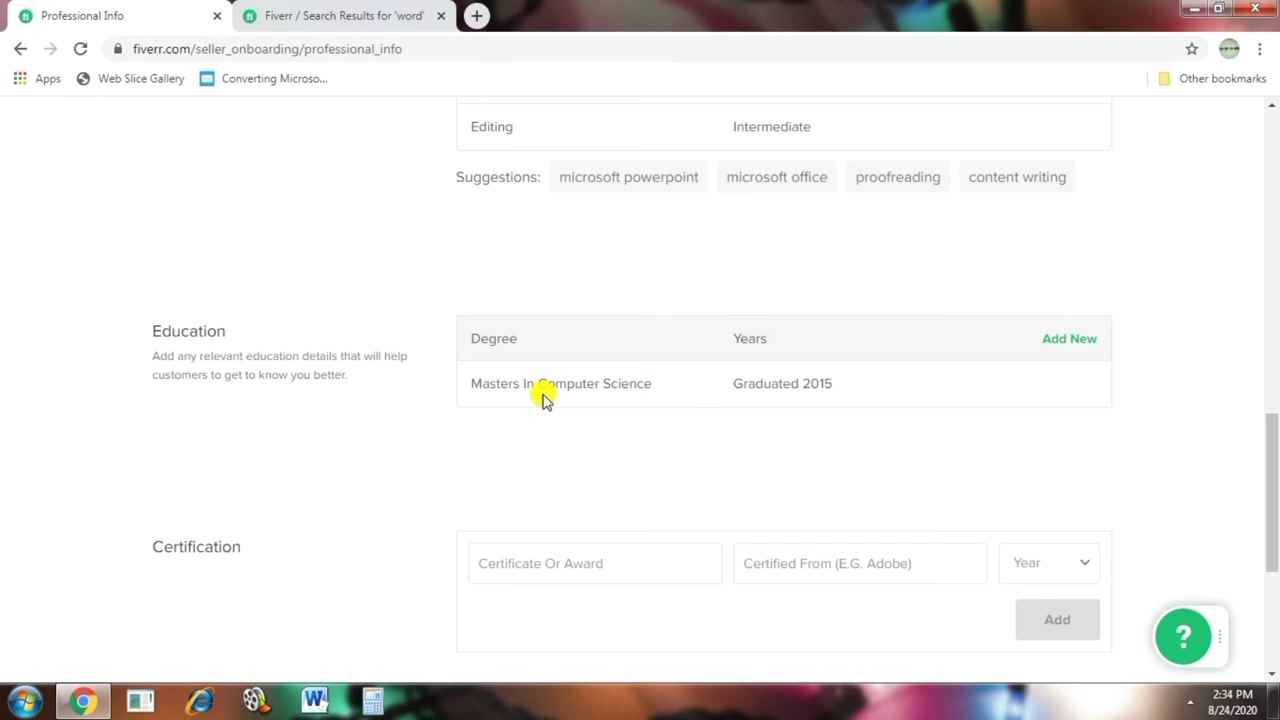 Professional Info
Fiverr / Search Results for 'word'
fiverr.com/seller_onboarding/professional_info
Apps
Web Slice Gallery
Converting Microso...
Other bookmarks
Editing Intermediate
Suggestions: microsoft powerpoint microsoft office proofreading content writing
Education
Add any relevant education details that will help
customers to get to know you better.
Degree Years Add New
Masters In Computer Science Graduated 2015
Certification
Certificate Or Award Certified From (E.G. Adobe) Year
Add
?
2:34 PM
8/24/2020